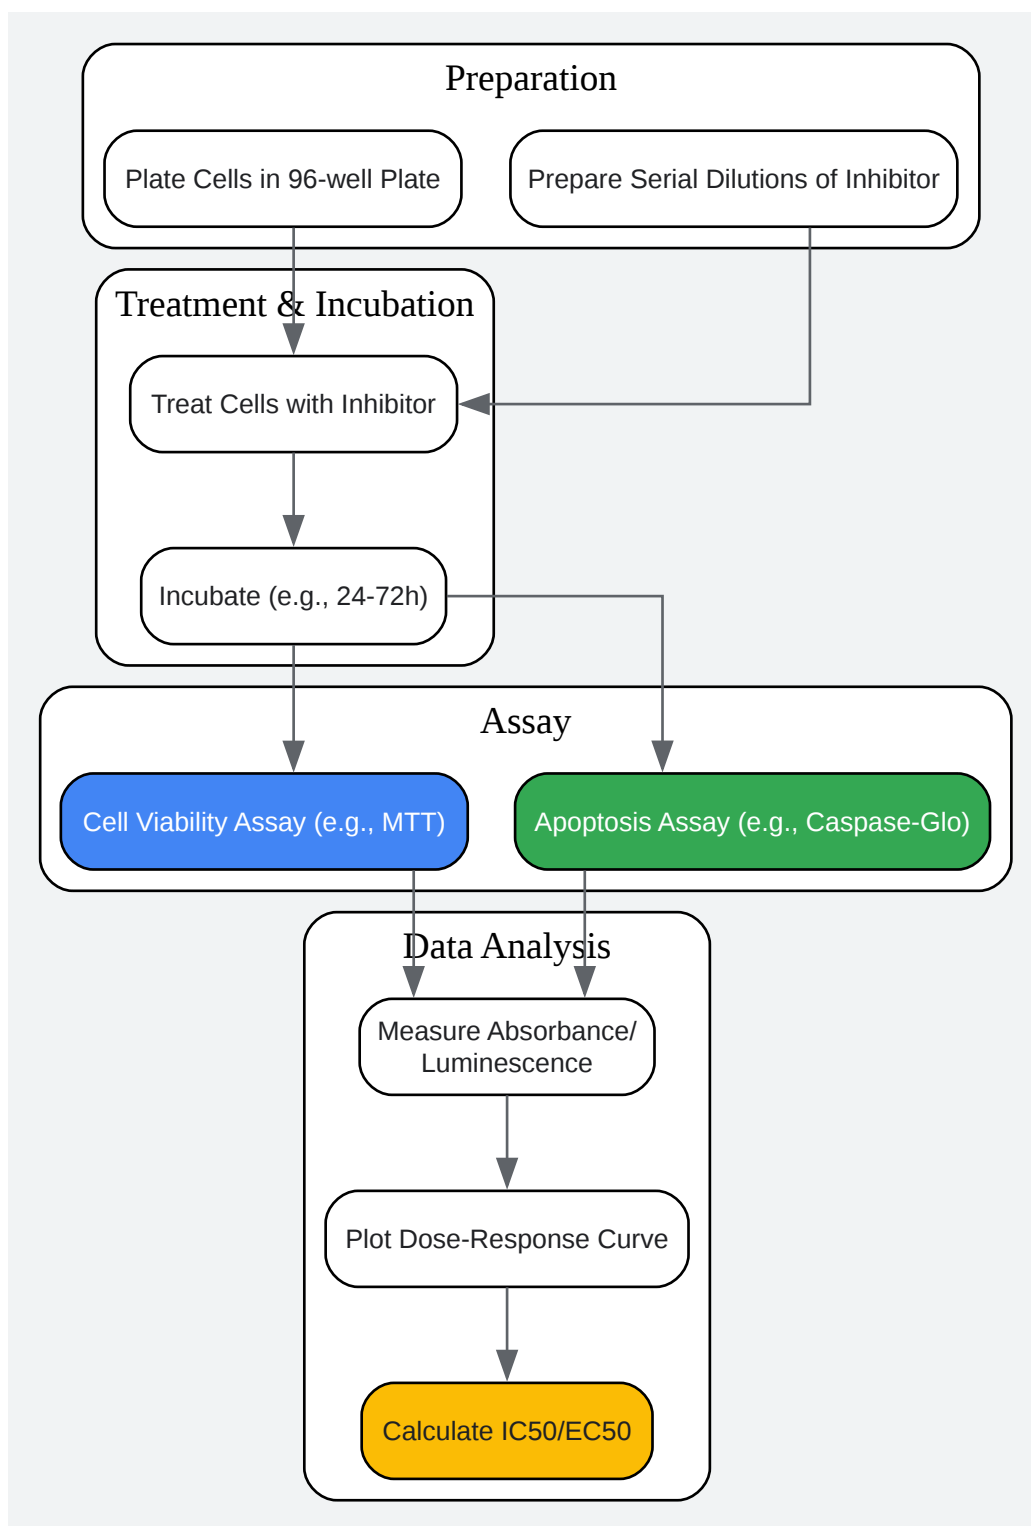 Preparation
Plate Cells in 96-well Plate
Prepare Serial Dilutions of Inhibitor
Treatment & Incubation
Treat Cells with Inhibitor
Incubate (e.g., 24-72h)
Assay
Cell Viability Assay (e.g., MTT)
Apoptosis Assay (e.g., Caspase-Glo)
Data Analysis
Measure Absorbance/
Luminescence
Plot Dose-Response Curve
Calculate IC50/EC50